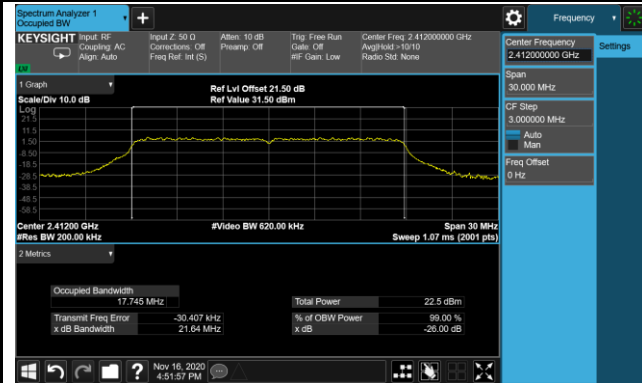 Spectrum Analyzer 1
Occupied BW
Frequency
KEYSIGHT
Input: RF
Coupling: AC
Align: Auto
Input Z: 50 Ω
Corrections: Off
Freq Ref: Int (S)
Atten: 10 dB
Preamp: Off
Trig: Free Run
Gate: Off
#IF Gain: Low
Center Freq: 2.412000000 GHz
Avg|Hold:>10/10
Radio Std: None
Center Frequency
2.412000000 GHz
Settings
Span
30.000 MHz
CF Step
3.000000 MHz
Auto
Man
Freq Offset
0 Hz
1 Graph
Scale/Div 10.0 dB
Ref Lvl Offset 21.50 dB
Ref Value 31.50 dBm
Log
21.5
11.5
1.50
-8.50
-18.5
-28.5
-38.5
-48.5
-58.5
Center 2.41200 GHz
#Res BW 200.00 kHz
#Video BW 620.00 kHz
Span 30 MHz
Sweep 1.07 ms (2001 pts)
2 Metrics
Occupied Bandwidth
17.745 MHz
Total Power 22.5 dBm
Transmit Freq Error -30.407 kHz
% of OBW Power 99.00 %
x dB Bandwidth 21.64 MHz
x dB -26.00 dB
Nov 16, 2020
4:51:57 PM